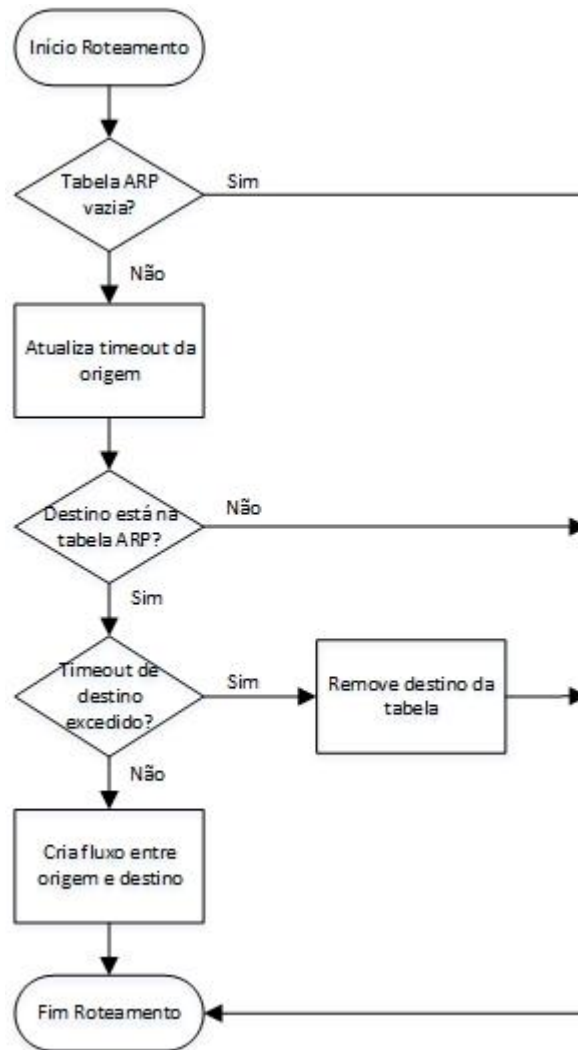 Início Roteamento
Tabela ARP
vazia?
Sim
Não
Atualiza timeout da
origem
Destino está na
tabela ARP?
Não
Sim
Timeout de
destino
excedido?
Sim
Remove destino da
tabela
Não
Cria fluxo entre
origem e destino
Fim Roteamento